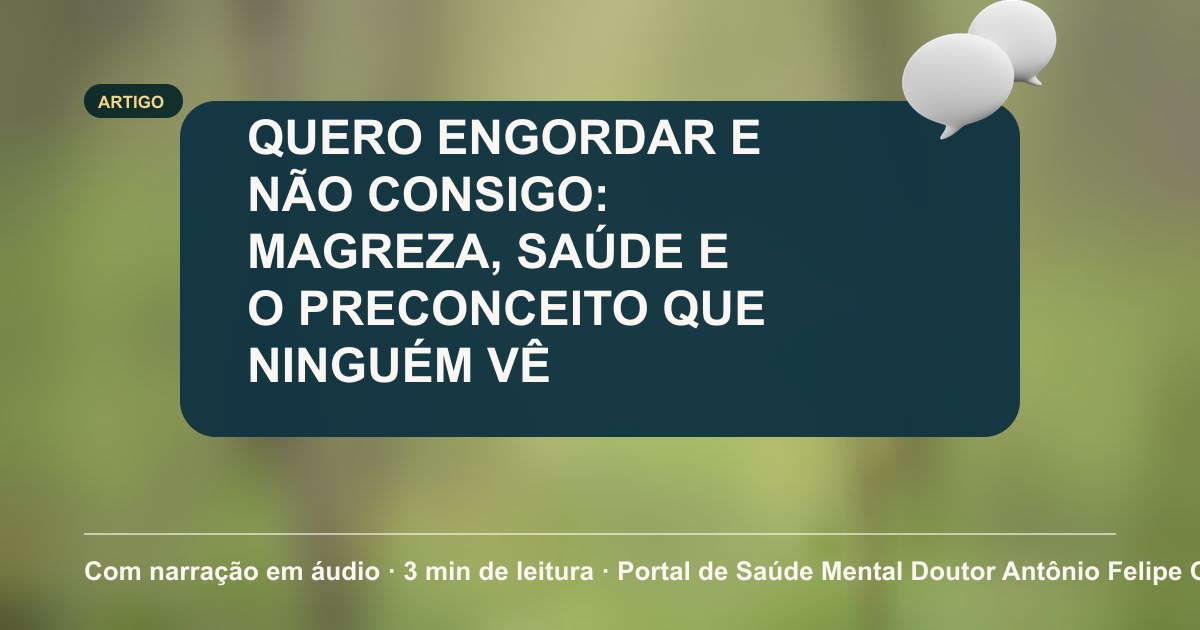 ARTIGO
QUERO ENGORDAR E
NÃO CONSIGO:
MAGREZA, SAÚDE E
O PRECONCEITO QUE
NINGUÉM VÊ
Com narração em áudio · 3 min de leitura · Portal de Saúde Mental Doutor Antônio Felipe